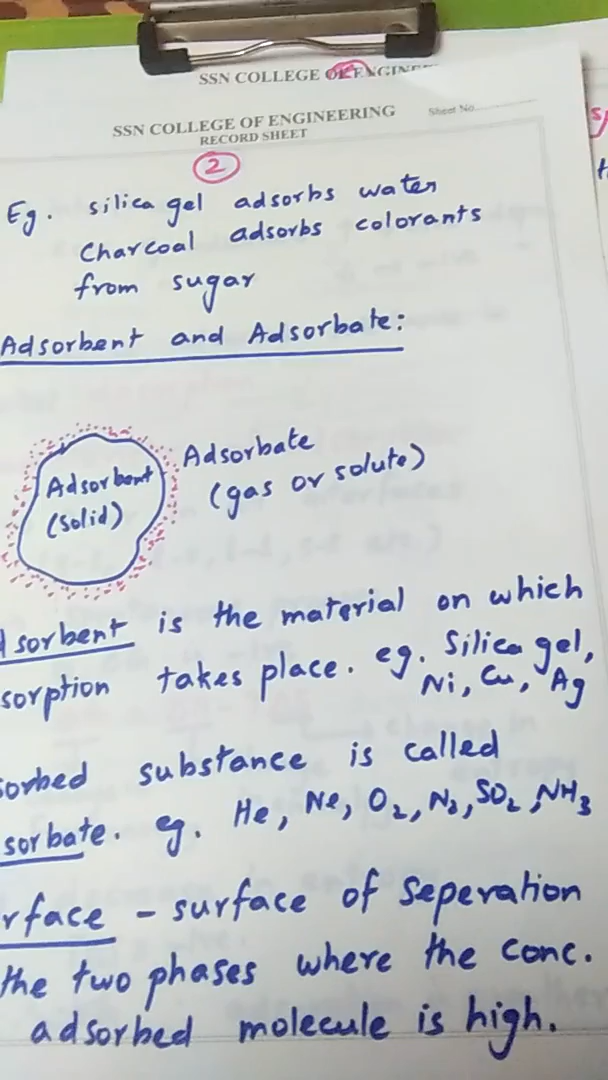 SSN COLLEGE OF ENGINE
SSN COLLEGE OF ENGINEERING
Sheet No.
RECORD SHEET
2
Eg. silica gel adsorbs water
Charcoal adsorbs colorants
from sugar
Adsorbent and Adsorbate:
Adsorbent
(solid)
Adsorbate
(gas or solute)
dsorbent is the material on which
sorption takes place. eg. Silica gel,
Ni, Cu, Ag
sorbed substance is called
sorbate. eg. He, Ne, O₂, N₂, SO₂, NH₃
rface - surface of seperation
the two phases where the conc.
adsorbed molecule is high.